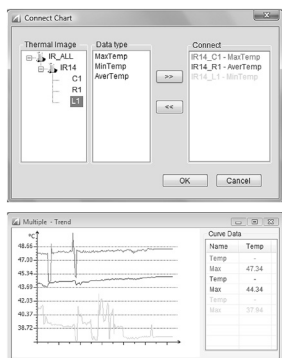 Connect Chart
Thermal Image
Data type
Connect
IR_ALL
IR14
C1
R1
L1
MaxTemp
MinTemp
AverTemp
>>
<<
IR14_C1 - MaxTemp
IR14_R1 - AverTemp
IR14_L1 - MinTemp
OK
Cancel
Multiple - Trend
°C
48.66
47.00
45.34
43.69
42.03
40.37
38.72
Curve Data
Name Temp
Temp -
Max 47.34
Temp -
Max 44.34
Temp -
Max 37.94